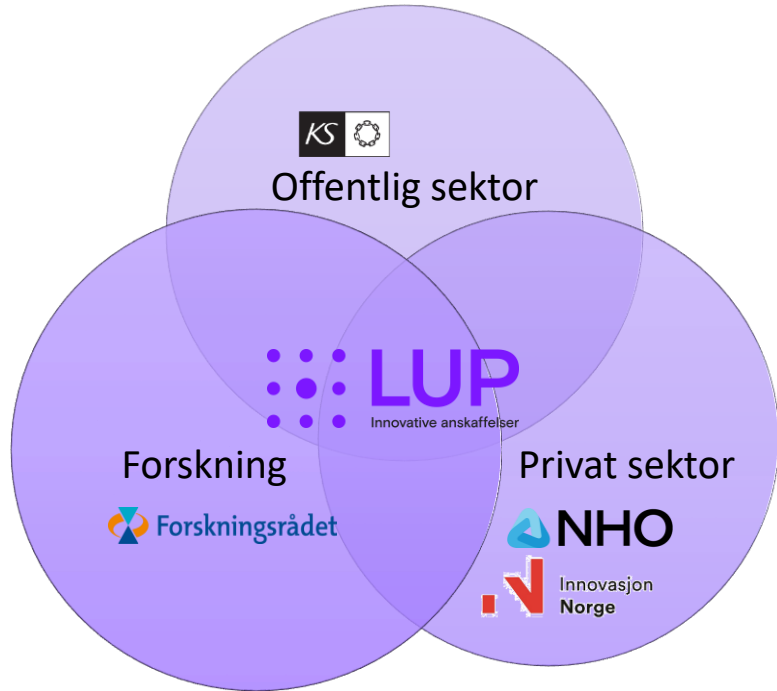 KS
Offentlig sektor
LUP
Innovative anskaffelser
Forskning
Forskningsrådet
Privat sektor
NHO
Innovasjon
Norge